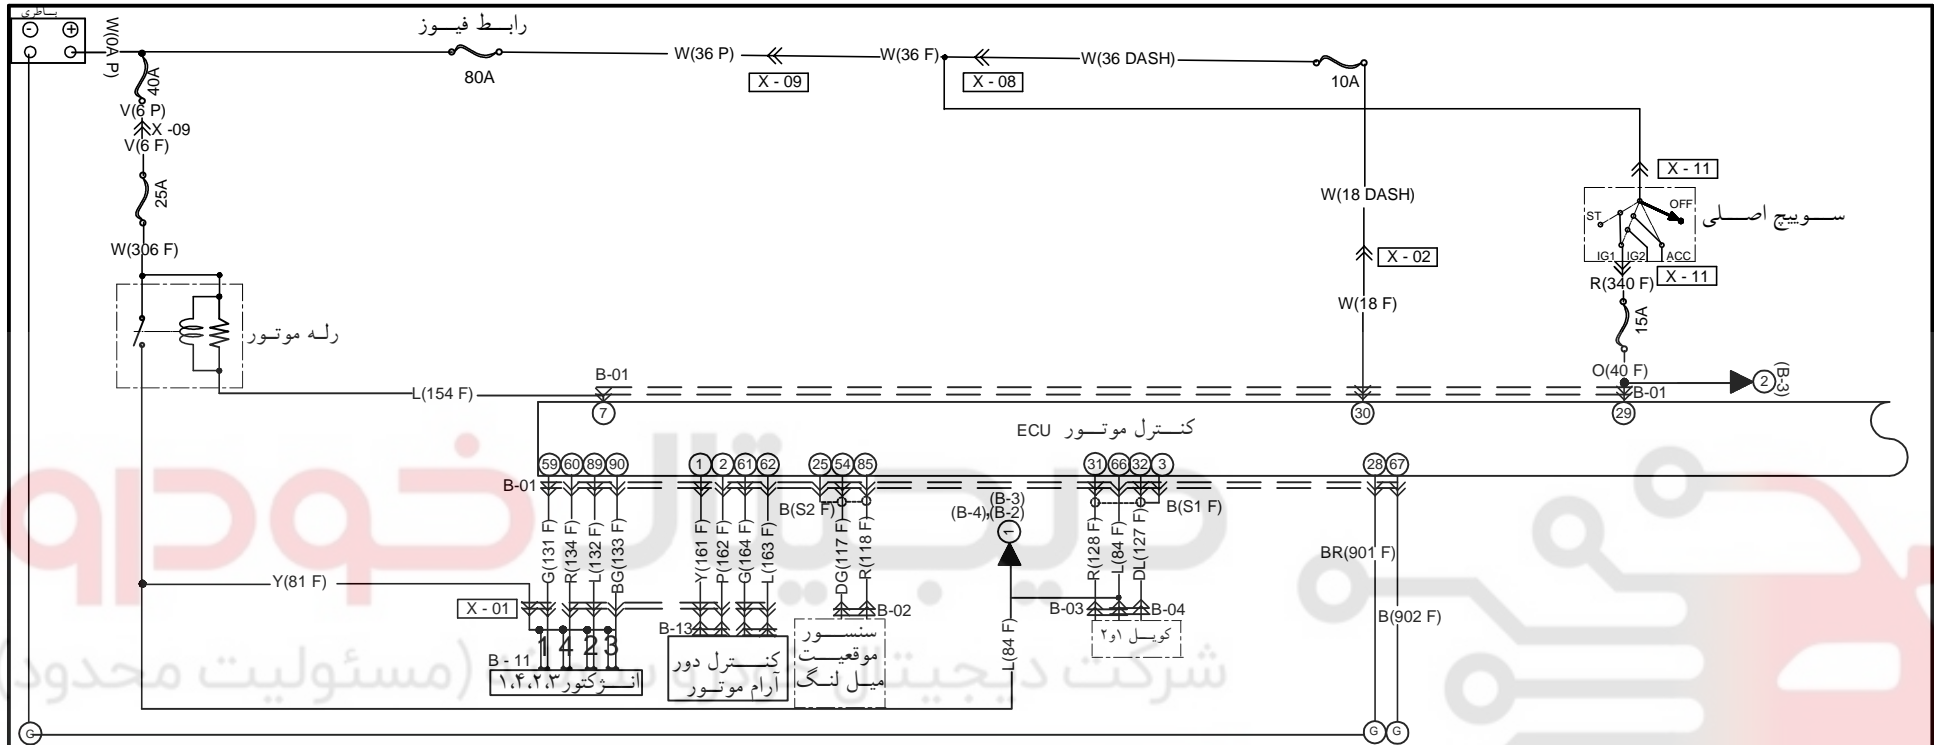 باطری
رابط فیوز
W(0A P)
40A
80A
W(36 P)
X - 09
W(36 F)
X - 08
W(36 DASH)
10A
V(6 P)
X -09
V(6 F)
25A
W(306 F)
رله موتور
W(18 DASH)
X - 02
W(18 F)
X - 11
OFF
ST
IG1
IG2
ACC
سوییچ اصلی
X - 11
R(340 F)
15A
O(40 F)
2
(B-3)
B-01
L(154 F)
B-01
7
30
29
کنترل موتور ECU
59
60
89
90
1
2
61
62
25
54
85
31
66
32
3
28
67
B-01
B(S2 F)
(B-3)
(B-4),(B-2)
1
B(S1 F)
G(131 F)
R(134 F)
L(132 F)
BG(133 F)
Y(161 F)
P(162 F)
G(164 F)
L(163 F)
DG(117 F)
R(118 F)
R(128 F)
L(84 F)
DL(127 F)
BR(901 F)
B(902 F)
Y(81 F)
X - 01
B-13
B-02
B-03
B-04
L(84 F)
1 4 2 3
B - 11
انژکتور ۱،۴،۲،۳
کنترل دور
آرام موتور
سنسور
موقعیت
میل لنگ
کویل ۱و۲
G
G
G
دیجیتال خودرو